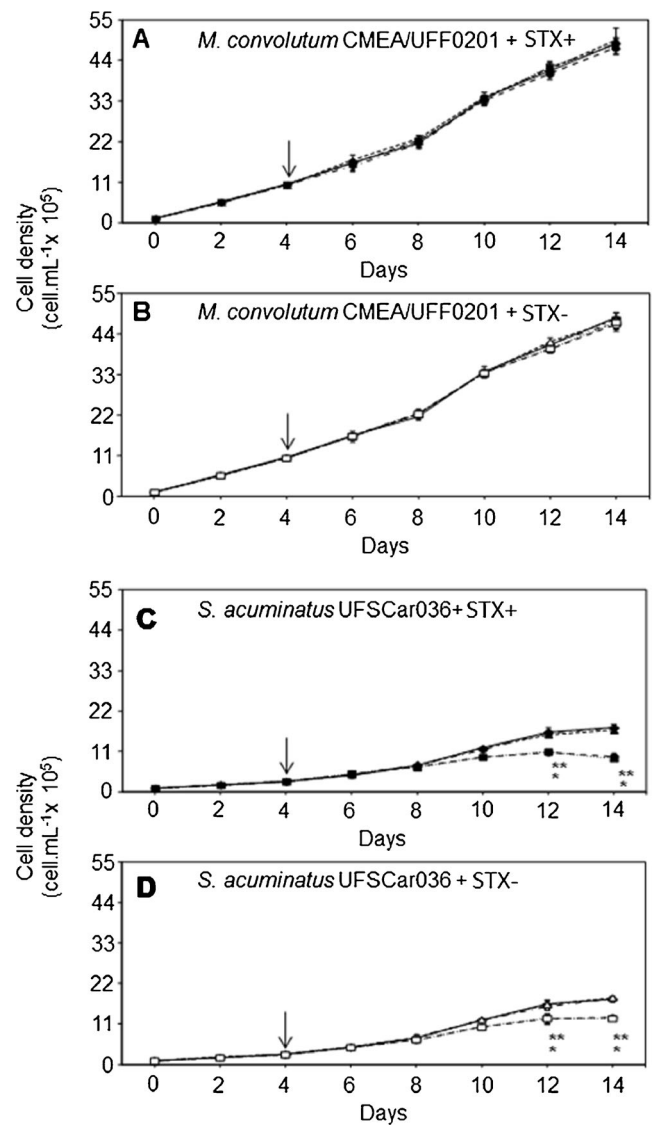 A
M. convolutum CMEA/UFF0201 + STX+
55
44
33
22
11
0
0 2 4 6 8 10 12 14
Days
B
M. convolutum CMEA/UFF0201 + STX-
55
44
33
22
11
0
0 2 4 6 8 10 12 14
Days
Cell density
(cell.mL-1x 10⁵)
C
S. acuminatus UFSCar036+ STX+
55
44
33
22
11
0
***
***
0 2 4 6 8 10 12 14
Days
D
S. acuminatus UFSCar036 + STX-
55
44
33
22
11
0
***
***
0 2 4 6 8 10 12 14
Days
Cell density
(cell.mL-1x 10⁵)